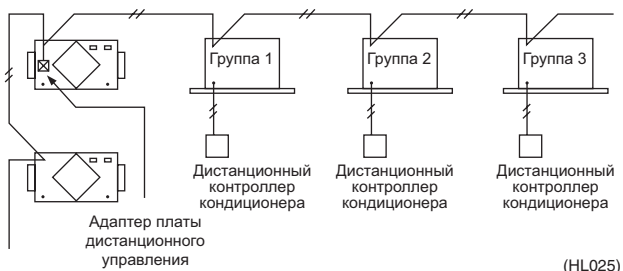 Группа 1
Группа 2
Группа 3
Дистанционный
контроллер
кондиционера
Дистанционный
контроллер
кондиционера
Дистанционный
контроллер
кондиционера
Адаптер платы
дистанционного
управления
(HL025)